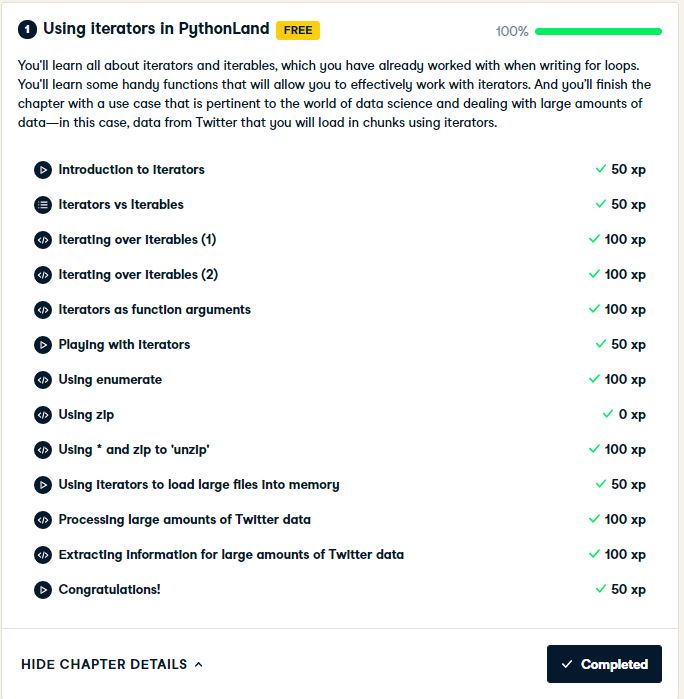 1 Using iterators in PythonLand FREE 100%
You'll learn all about iterators and iterables, which you have already worked with when writing for loops.
You'll learn some handy functions that will allow you to effectively work with iterators. And you'll finish the
chapter with a use case that is pertinent to the world of data science and dealing with large amounts of
data—in this case, data from Twitter that you will load in chunks using iterators.
Introduction to iterators 50 xp
Iterators vs Iterables 50 xp
Iterating over iterables (1) 100 xp
Iterating over iterables (2) 100 xp
Iterators as function arguments 100 xp
Playing with iterators 50 xp
Using enumerate 100 xp
Using zip 0 xp
Using * and zip to 'unzip' 100 xp
Using iterators to load large files into memory 50 xp
Processing large amounts of Twitter data 100 xp
Extracting information for large amounts of Twitter data 100 xp
Congratulations! 50 xp
HIDE CHAPTER DETAILS Completed